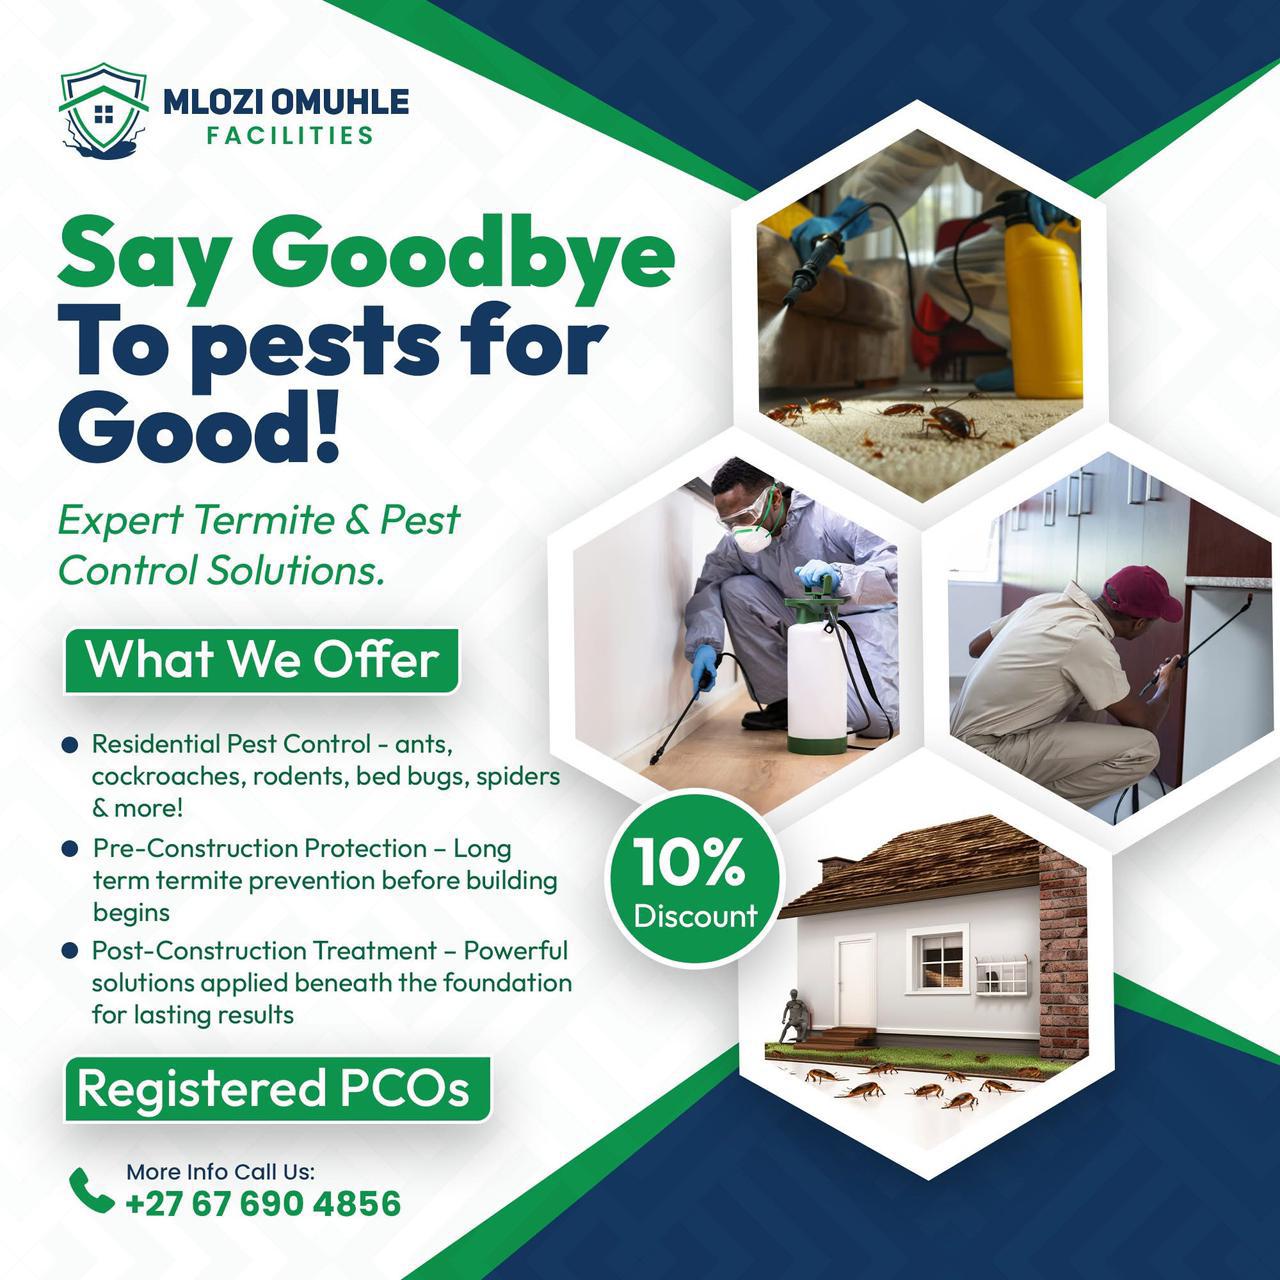 MLOZI OMUHLE
FACILITIES
Say Goodbye
To pests for
Good!
Expert Termite & Pest
Control Solutions.
What We Offer
Residential Pest Control - ants,
cockroaches, rodents, bed bugs, spiders
& more!
Pre-Construction Protection – Long
term termite prevention before building
begins
Post-Construction Treatment – Powerful
solutions applied beneath the foundation
for lasting results
10%
Discount
Registered PCOs
More Info Call Us:
+27 67 690 4856